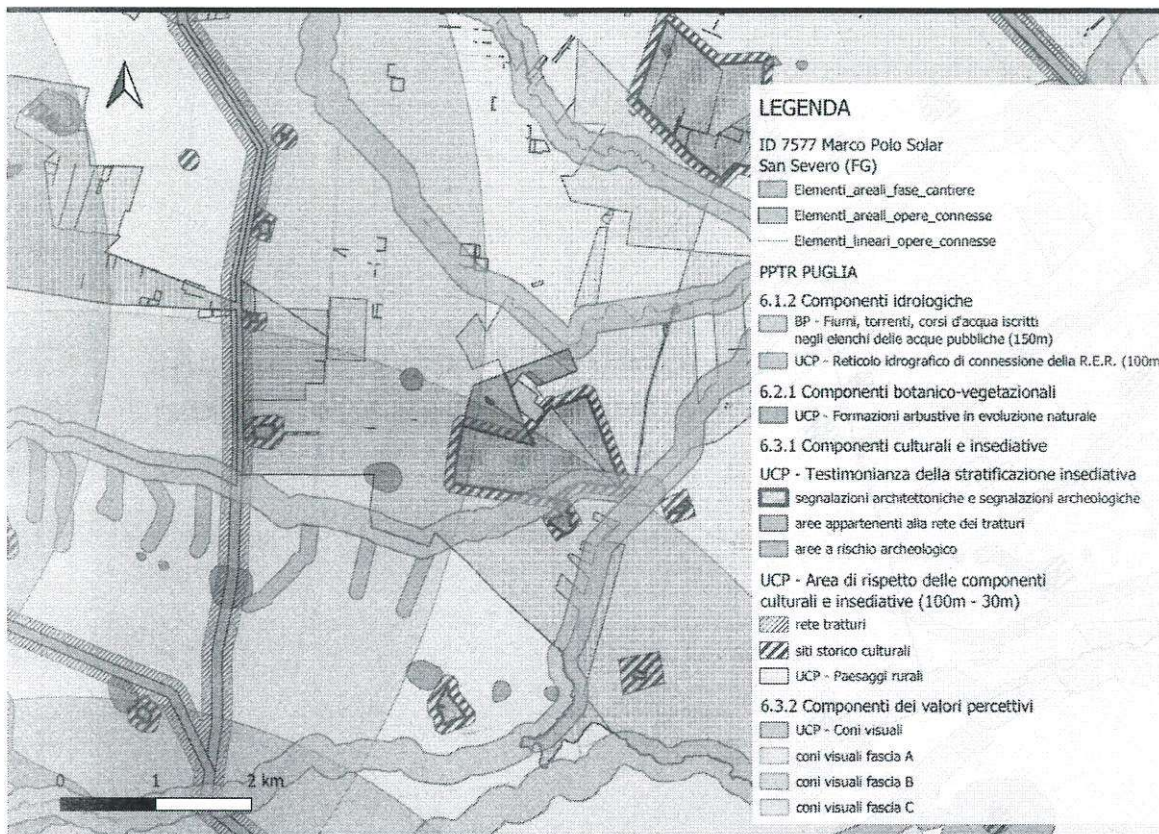 LEGENDA
ID 7577 Marco Polo Solar
San Severo (FG)
Elementi_areali_fase_cantiere
Elementi_areali_opere_connesse
Elementi_lineari_opere_connesse
PPTR PUGLIA
6.1.2 Componenti idrologiche
BP - Fiumi, torrenti, corsi d'acqua iscritti
negli elenchi delle acque pubbliche (150m)
UCP - Reticolo idrografico di connessione della R.E.R. (100m
6.2.1 Componenti botanico-vegetazionali
UCP - Formazioni arbustive in evoluzione naturale
6.3.1 Componenti culturali e insediative
UCP - Testimonianza della stratificazione insediativa
segnalazioni architettoniche e segnalazioni archeologiche
aree appartenenti alla rete dei tratturi
aree a rischio archeologico
UCP - Area di rispetto delle componenti
culturali e insediative (100m - 30m)
rete tratturi
siti storico culturali
UCP - Paesaggi rurali
6.3.2 Componenti dei valori percettivi
UCP - Coni visuali
coni visuali fascia A
coni visuali fascia B
coni visuali fascia C
0 1 2 km